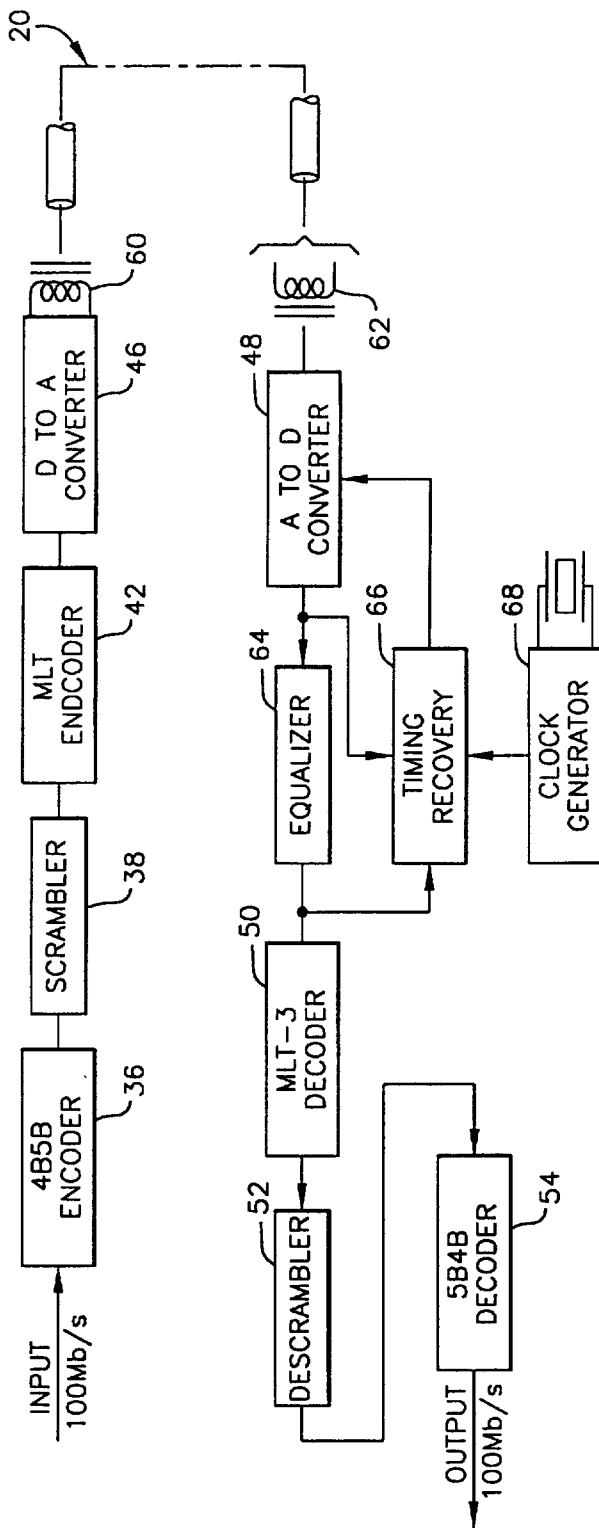 INPUT
100Mb/s
4B5B
ENCODER
36
SCRAMBLER
38
MLT
ENDCODER
42
D TO A
CONVERTER
46
60
20
62
48
A TO D
CONVERTER
64
EQUALIZER
66
TIMING
RECOVERY
68
CLOCK
GENERATOR
50
MLT-3
DECODER
52
DESCRAMBLER
5B4B
DECODER
54
OUTPUT
100Mb/s